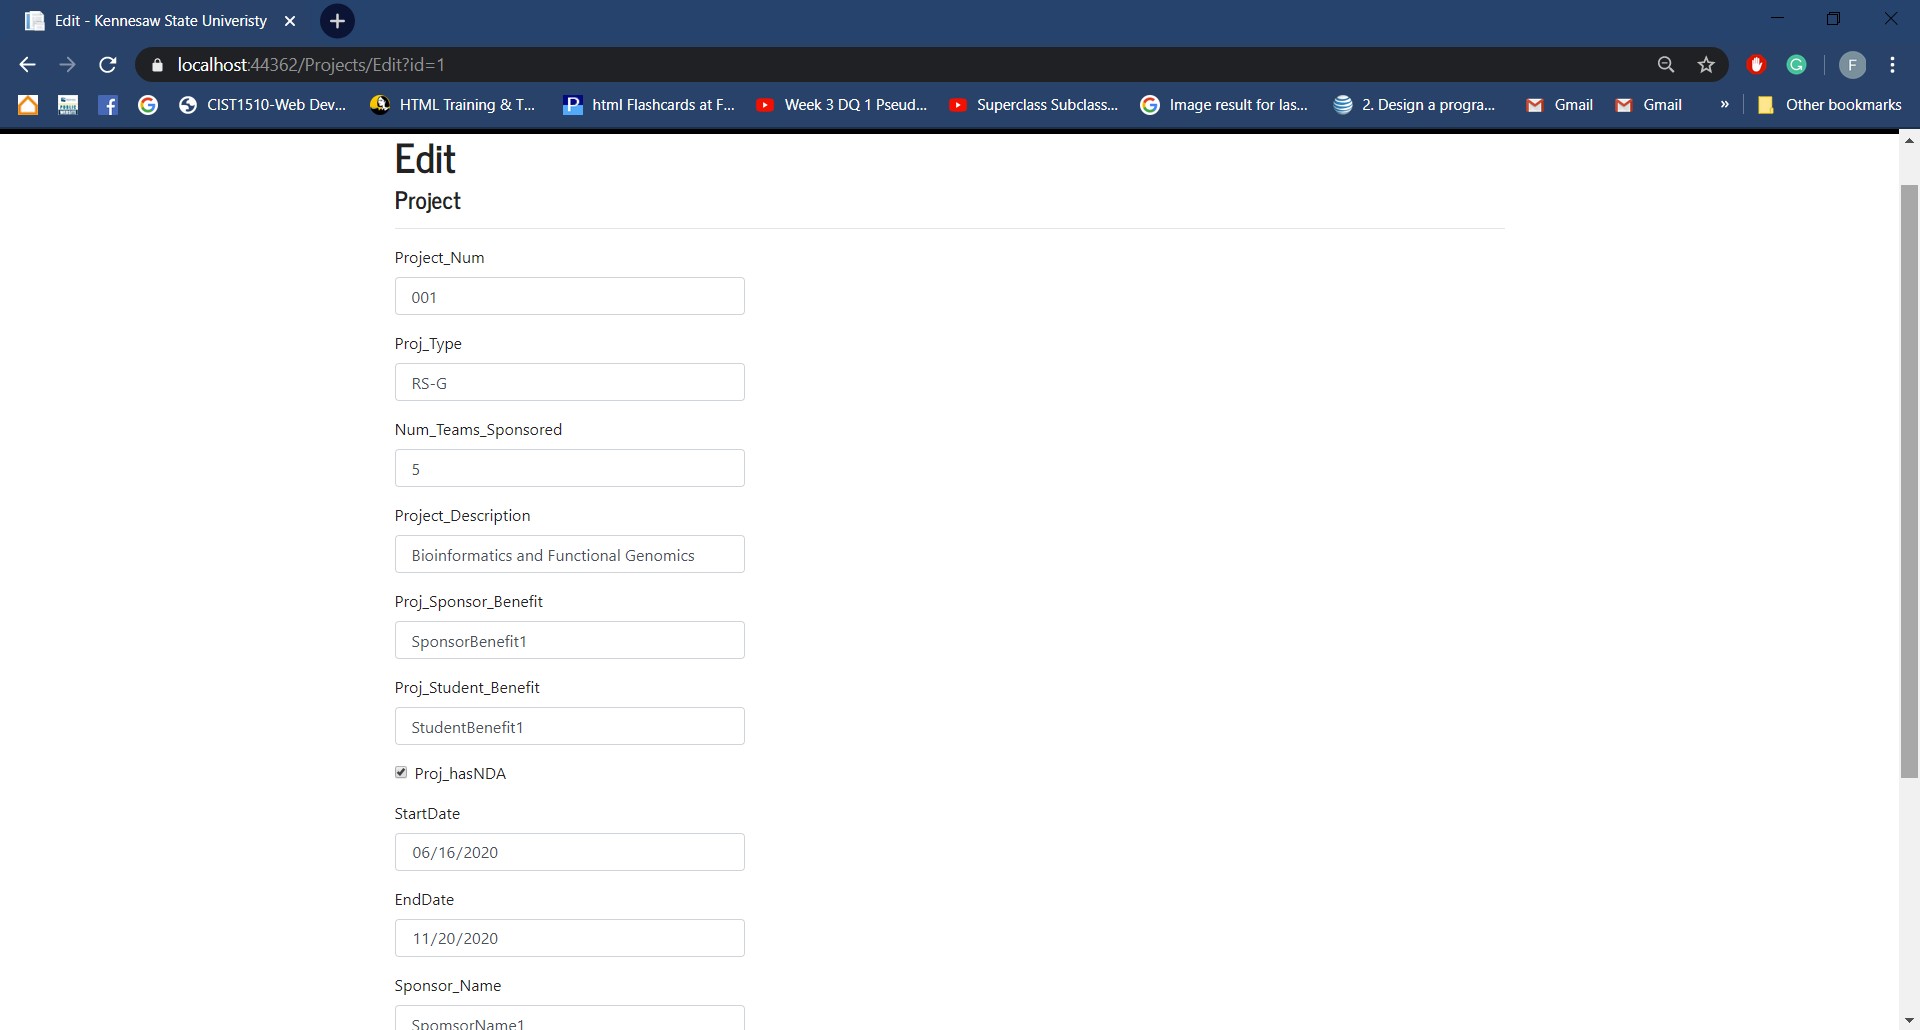 Edit - Kennesaw State Univeristy
localhost:44362/Projects/Edit?id=1
F
CIST1510-Web Dev... HTML Training & T... html Flashcards at F... Week 3 DQ 1 Pseud... Superclass Subclass... Image result for las... 2. Design a progra... Gmail Gmail » Other bookmarks
Edit
Project
Project_Num
001
Proj_Type
RS-G
Num_Teams_Sponsored
5
Project_Description
Bioinformatics and Functional Genomics
Proj_Sponsor_Benefit
SponsorBenefit1
Proj_Student_Benefit
StudentBenefit1
Proj_hasNDA
StartDate
06/16/2020
EndDate
11/20/2020
Sponsor_Name
SpomsorName1